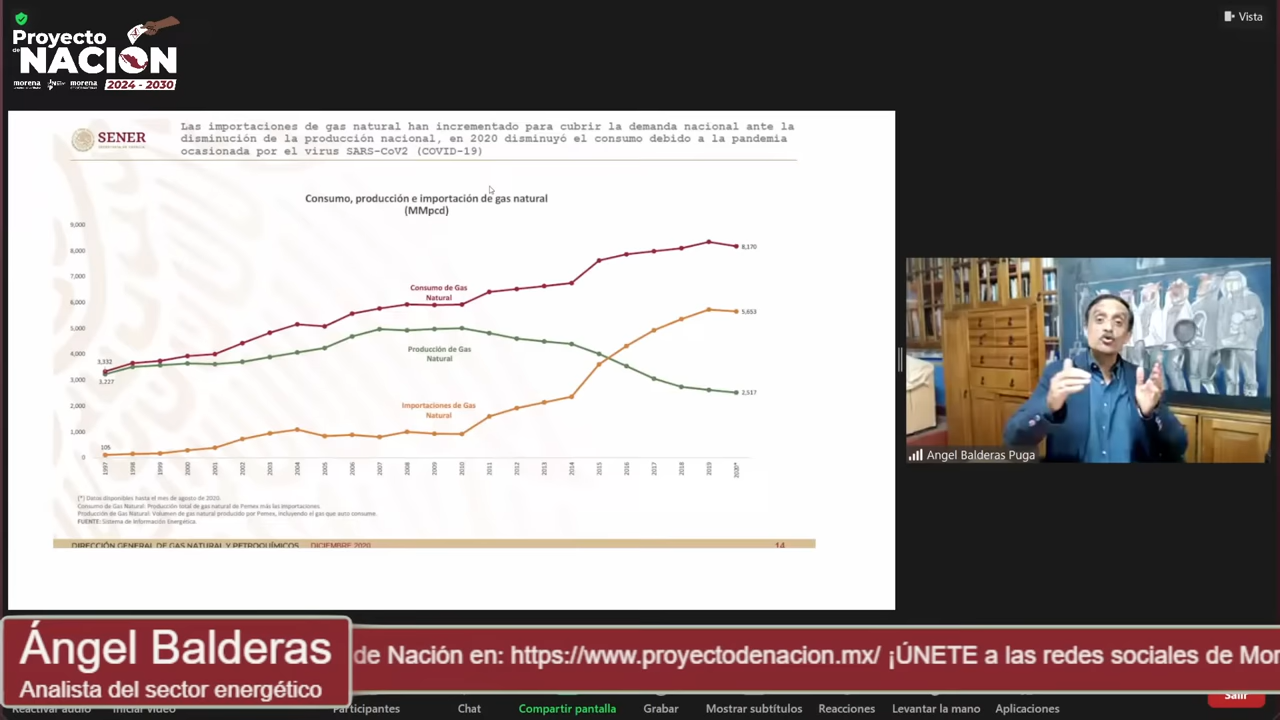 Proyecto
de NACIÓN
morena morena 2024 - 2030
Vista
SENER
Las importaciones de gas natural han incrementado para cubrir la demanda nacional ante la
disminución de la producción nacional, en 2020 disminuyó el consumo debido a la pandemia
ocasionada por el virus SARS-CoV2 (COVID-19)
Consumo, producción e importación de gas natural
(MMpcd)
9,000
8,000
7,000
6,000
5,000
4,000
3,000
2,000
1,000
0
Consumo de Gas
Natural
Producción de Gas
Natural
Importaciones de Gas
Natural
3,332
3,227
105
8,170
5,653
2,517
1997 1998 1999 2000 2001 2002 2003 2004 2005 2006 2007 2008 2009 2010 2011 2012 2013 2014 2015 2016 2017 2018 2019 2020*
(*) Datos disponibles hasta el mes de agosto de 2020.
Consumo de Gas Natural: Producción total de gas natural de Pemex más las importaciones.
Producción de Gas Natural: Volumen de gas natural producido por Pemex, incluyendo el gas que auto consume.
FUENTE: Sistema de Información Energética.
DIRECCIÓN GENERAL DE GAS NATURAL Y PETROQUÍMICOS DICIEMBRE 2020 14
Angel Balderas Puga
Ángel Balderas
Analista del sector energético
de Nación en: https://www.proyectodenacion.mx/ ¡ÚNETE a las redes sociales de Mor
Reactivar audio Iniciar video Participantes Chat Compartir pantalla Grabar Mostrar subtítulos Reacciones Levantar la mano Aplicaciones Salir